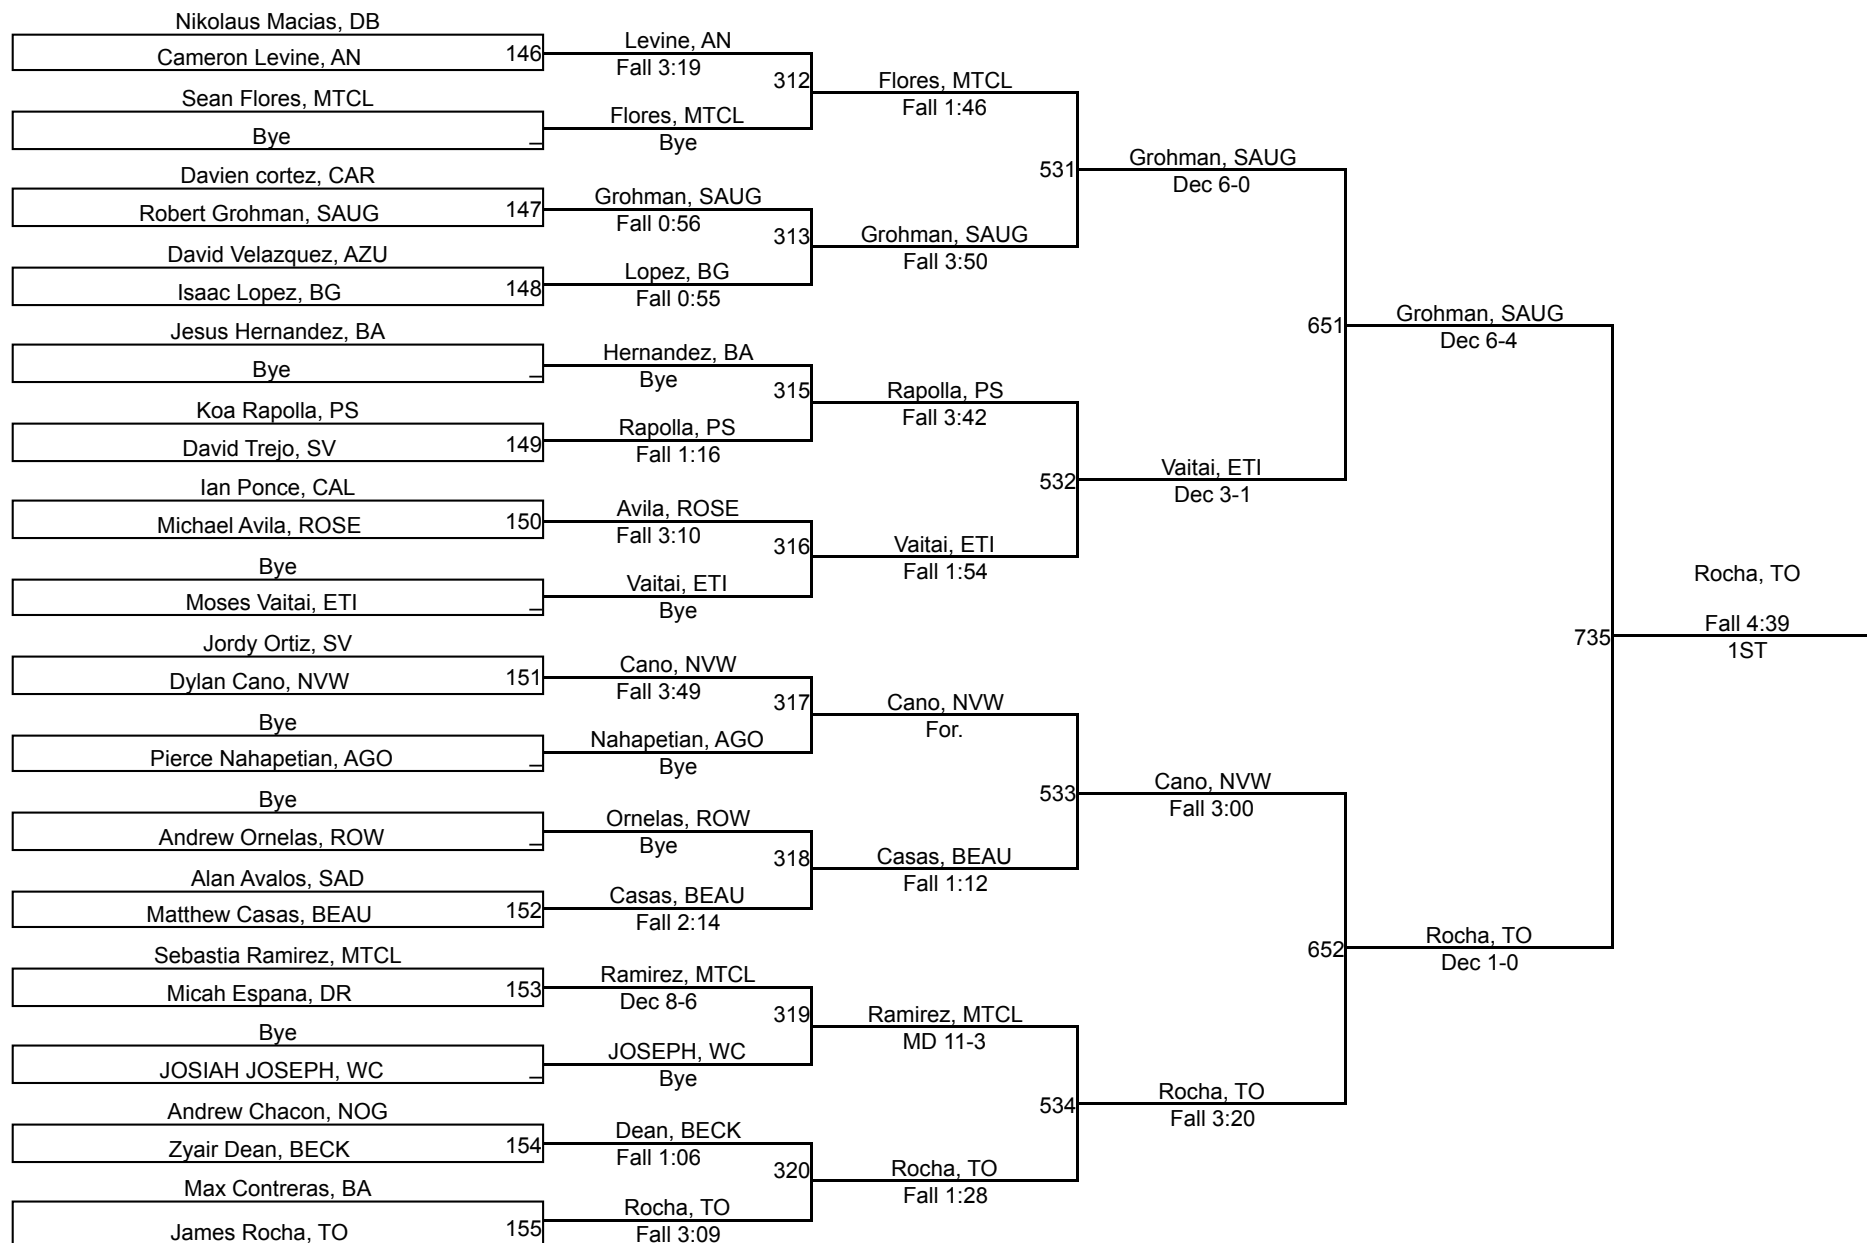 Nikolaus Macias, DB
Cameron Levine, AN
146
Sean Flores, MTCL
Bye
_
Davien cortez, CAR
Robert Grohman, SAUG
147
David Velazquez, AZU
Isaac Lopez, BG
148
Jesus Hernandez, BA
Bye
_
Koa Rapolla, PS
David Trejo, SV
149
Ian Ponce, CAL
Michael Avila, ROSE
150
Bye
Moses Vaitai, ETI
_
Jordy Ortiz, SV
Dylan Cano, NVW
151
Bye
Pierce Nahapetian, AGO
_
Bye
Andrew Ornelas, ROW
_
Alan Avalos, SAD
Matthew Casas, BEAU
152
Sebastia Ramirez, MTCL
Micah Espana, DR
153
Bye
JOSIAH JOSEPH, WC
_
Andrew Chacon, NOG
Zyair Dean, BECK
154
Max Contreras, BA
James Rocha, TO
155
Levine, AN
Fall 3:19
312
Flores, MTCL
Bye
Grohman, SAUG
Fall 0:56
313
Lopez, BG
Fall 0:55
Hernandez, BA
Bye
315
Rapolla, PS
Fall 1:16
Avila, ROSE
Fall 3:10
316
Vaitai, ETI
Bye
Cano, NVW
Fall 3:49
317
Nahapetian, AGO
Bye
Ornelas, ROW
Bye
318
Casas, BEAU
Fall 2:14
Ramirez, MTCL
Dec 8-6
319
JOSEPH, WC
Bye
Dean, BECK
Fall 1:06
320
Rocha, TO
Fall 3:09
Flores, MTCL
Fall 1:46
531
Grohman, SAUG
Fall 3:50
Rapolla, PS
Fall 3:42
532
Vaitai, ETI
Fall 1:54
Cano, NVW
For.
533
Casas, BEAU
Fall 1:12
Ramirez, MTCL
MD 11-3
534
Rocha, TO
Fall 1:28
Grohman, SAUG
Dec 6-0
651
Vaitai, ETI
Dec 3-1
Cano, NVW
Fall 3:00
652
Rocha, TO
Fall 3:20
Grohman, SAUG
Dec 6-4
735
Rocha, TO
Dec 1-0
Rocha, TO
Fall 4:39
1ST